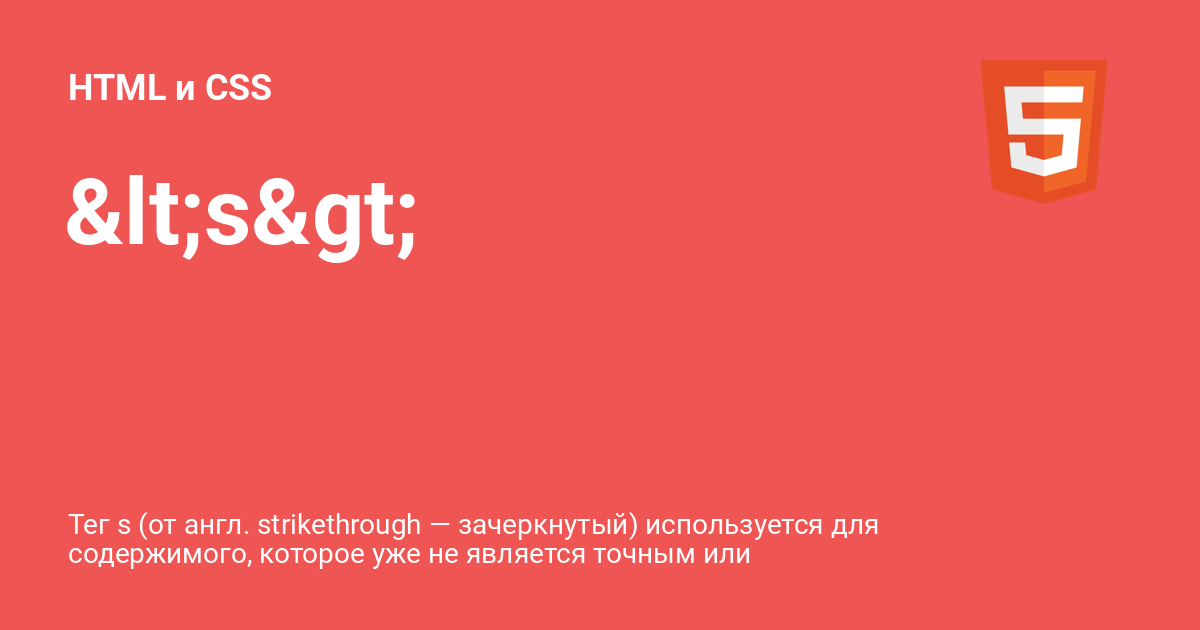 HTML и CSS
&lt;s&gt;
Тег s (от англ. strikethrough — зачеркнутый) используется для
содержимого, которое уже не является точным или